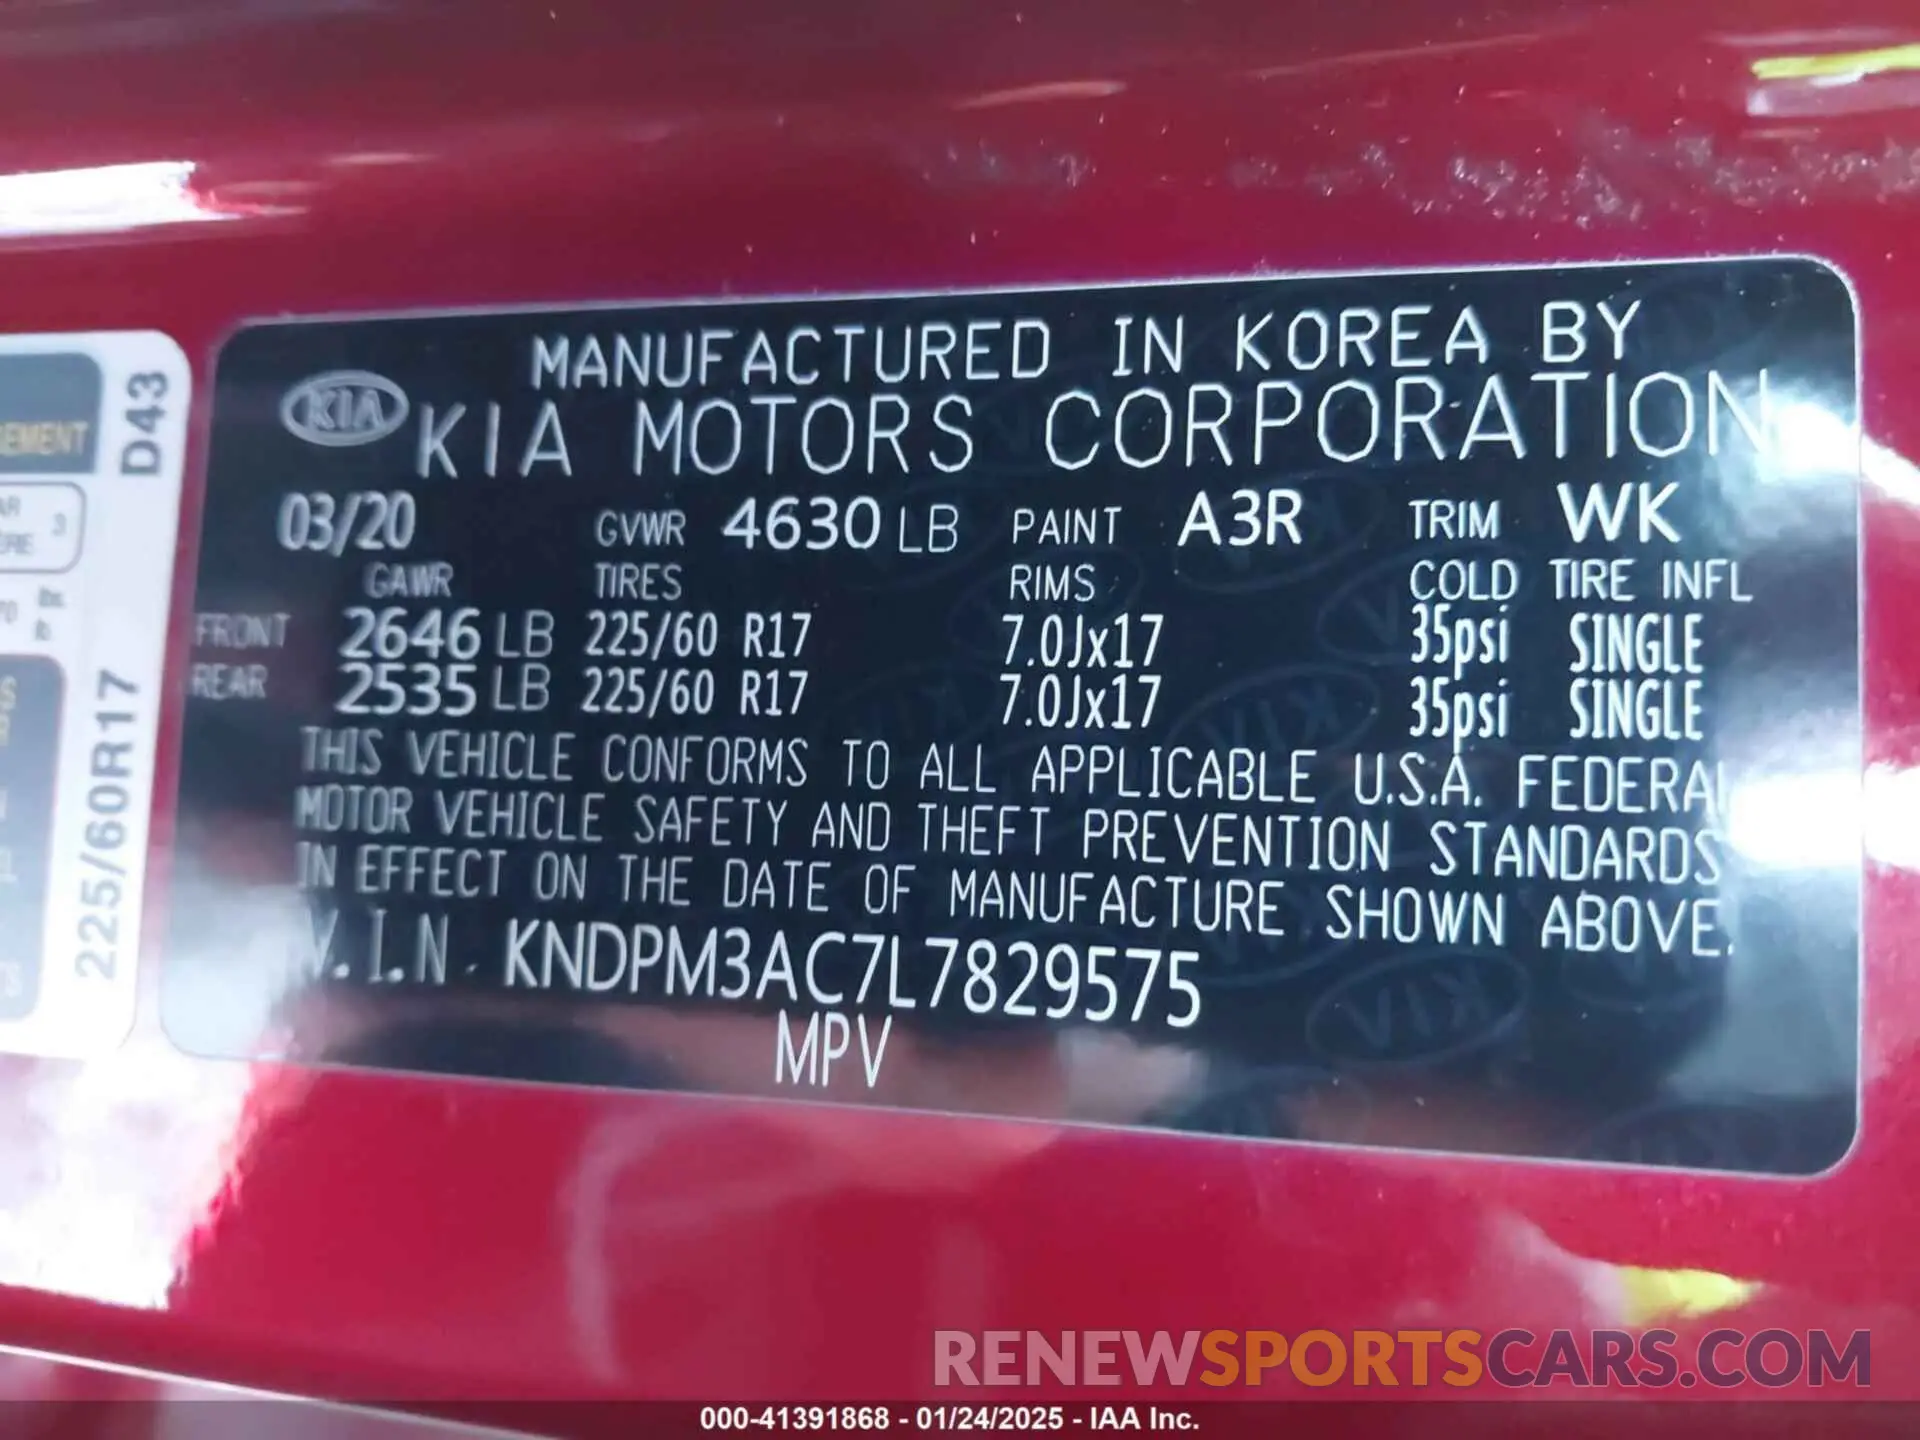 MANUFACTURED IN KOREA BY
KIA KIA MOTORS CORPORATION
03/20 GVWR 4630 LB PAINT A3R TRIM WK
GAWR TIRES RIMS COLD TIRE INFL
FRONT 2646 LB 225/60 R17 7.0Jx17 35psi SINGLE
REAR 2535 LB 225/60 R17 7.0Jx17 35psi SINGLE
THIS VEHICLE CONFORMS TO ALL APPLICABLE U.S.A. FEDERAL
MOTOR VEHICLE SAFETY AND THEFT PREVENTION STANDARDS
IN EFFECT ON THE DATE OF MANUFACTURE SHOWN ABOVE.
V.I.N. KNDPM3AC7L7829575
MPV
D43
225/60R17
3
RENEWSPORTSCARS.COM
000-41391868 - 01/24/2025 - IAA Inc.